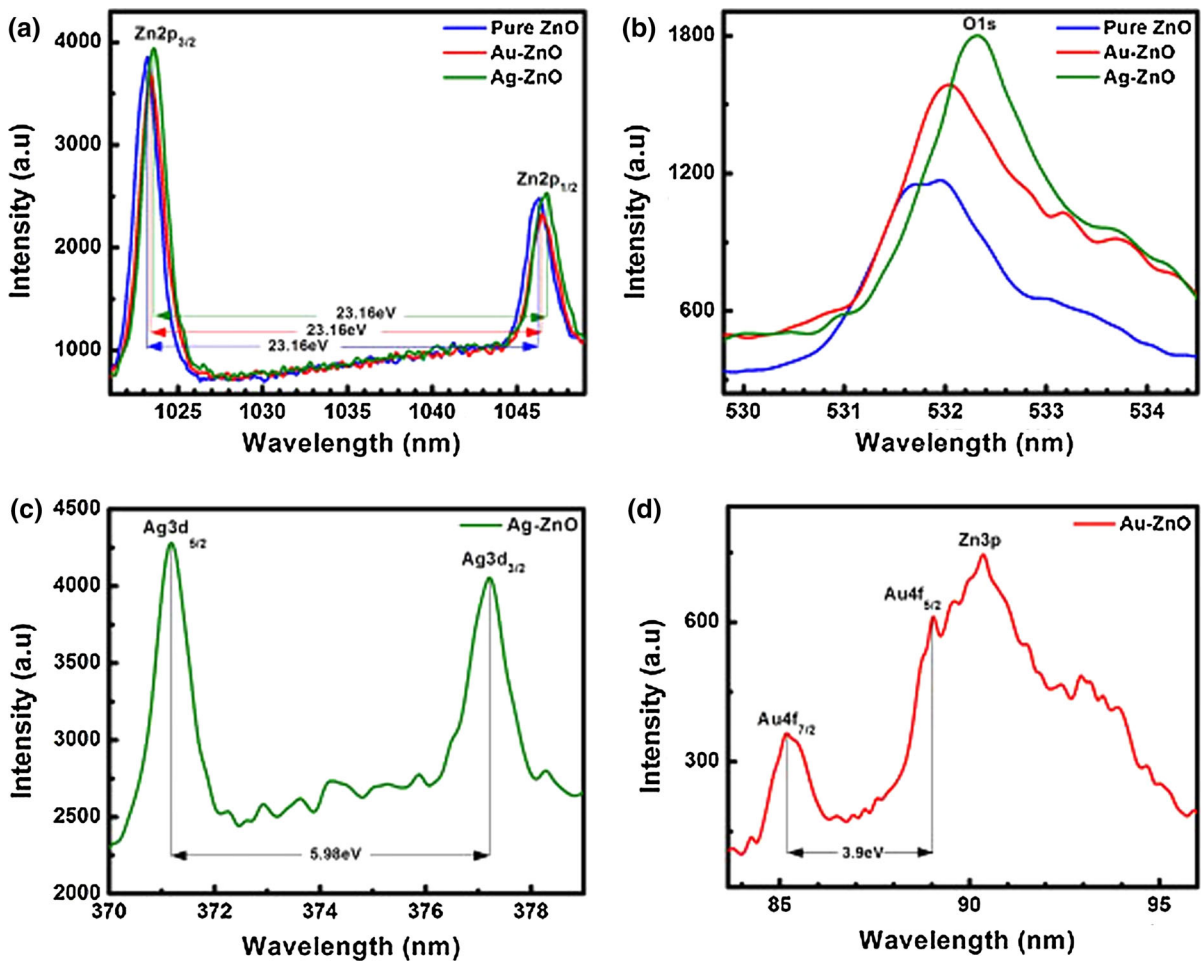 (a)
Zn2p3/2
Pure ZnO
Au-ZnO
Ag-ZnO
Zn2p1/2
23.16eV
23.16eV
23.16eV
4000
3000
2000
1000
Intensity (a.u)
1025 1030 1035 1040 1045
Wavelength (nm)
(b)
O1s
Pure ZnO
Au-ZnO
Ag-ZnO
1800
1200
600
Intensity (a.u)
530 531 532 533 534
Wavelength (nm)
(c)
Ag3d5/2
Ag-ZnO
Ag3d3/2
5.98eV
4500
4000
3500
3000
2500
2000
Intensity (a.u)
370 372 374 376 378
Wavelength (nm)
(d)
Au-ZnO
Zn3p
Au4f5/2
Au4f7/2
3.9eV
600
300
Intensity (a.u)
85 90 95
Wavelength (nm)